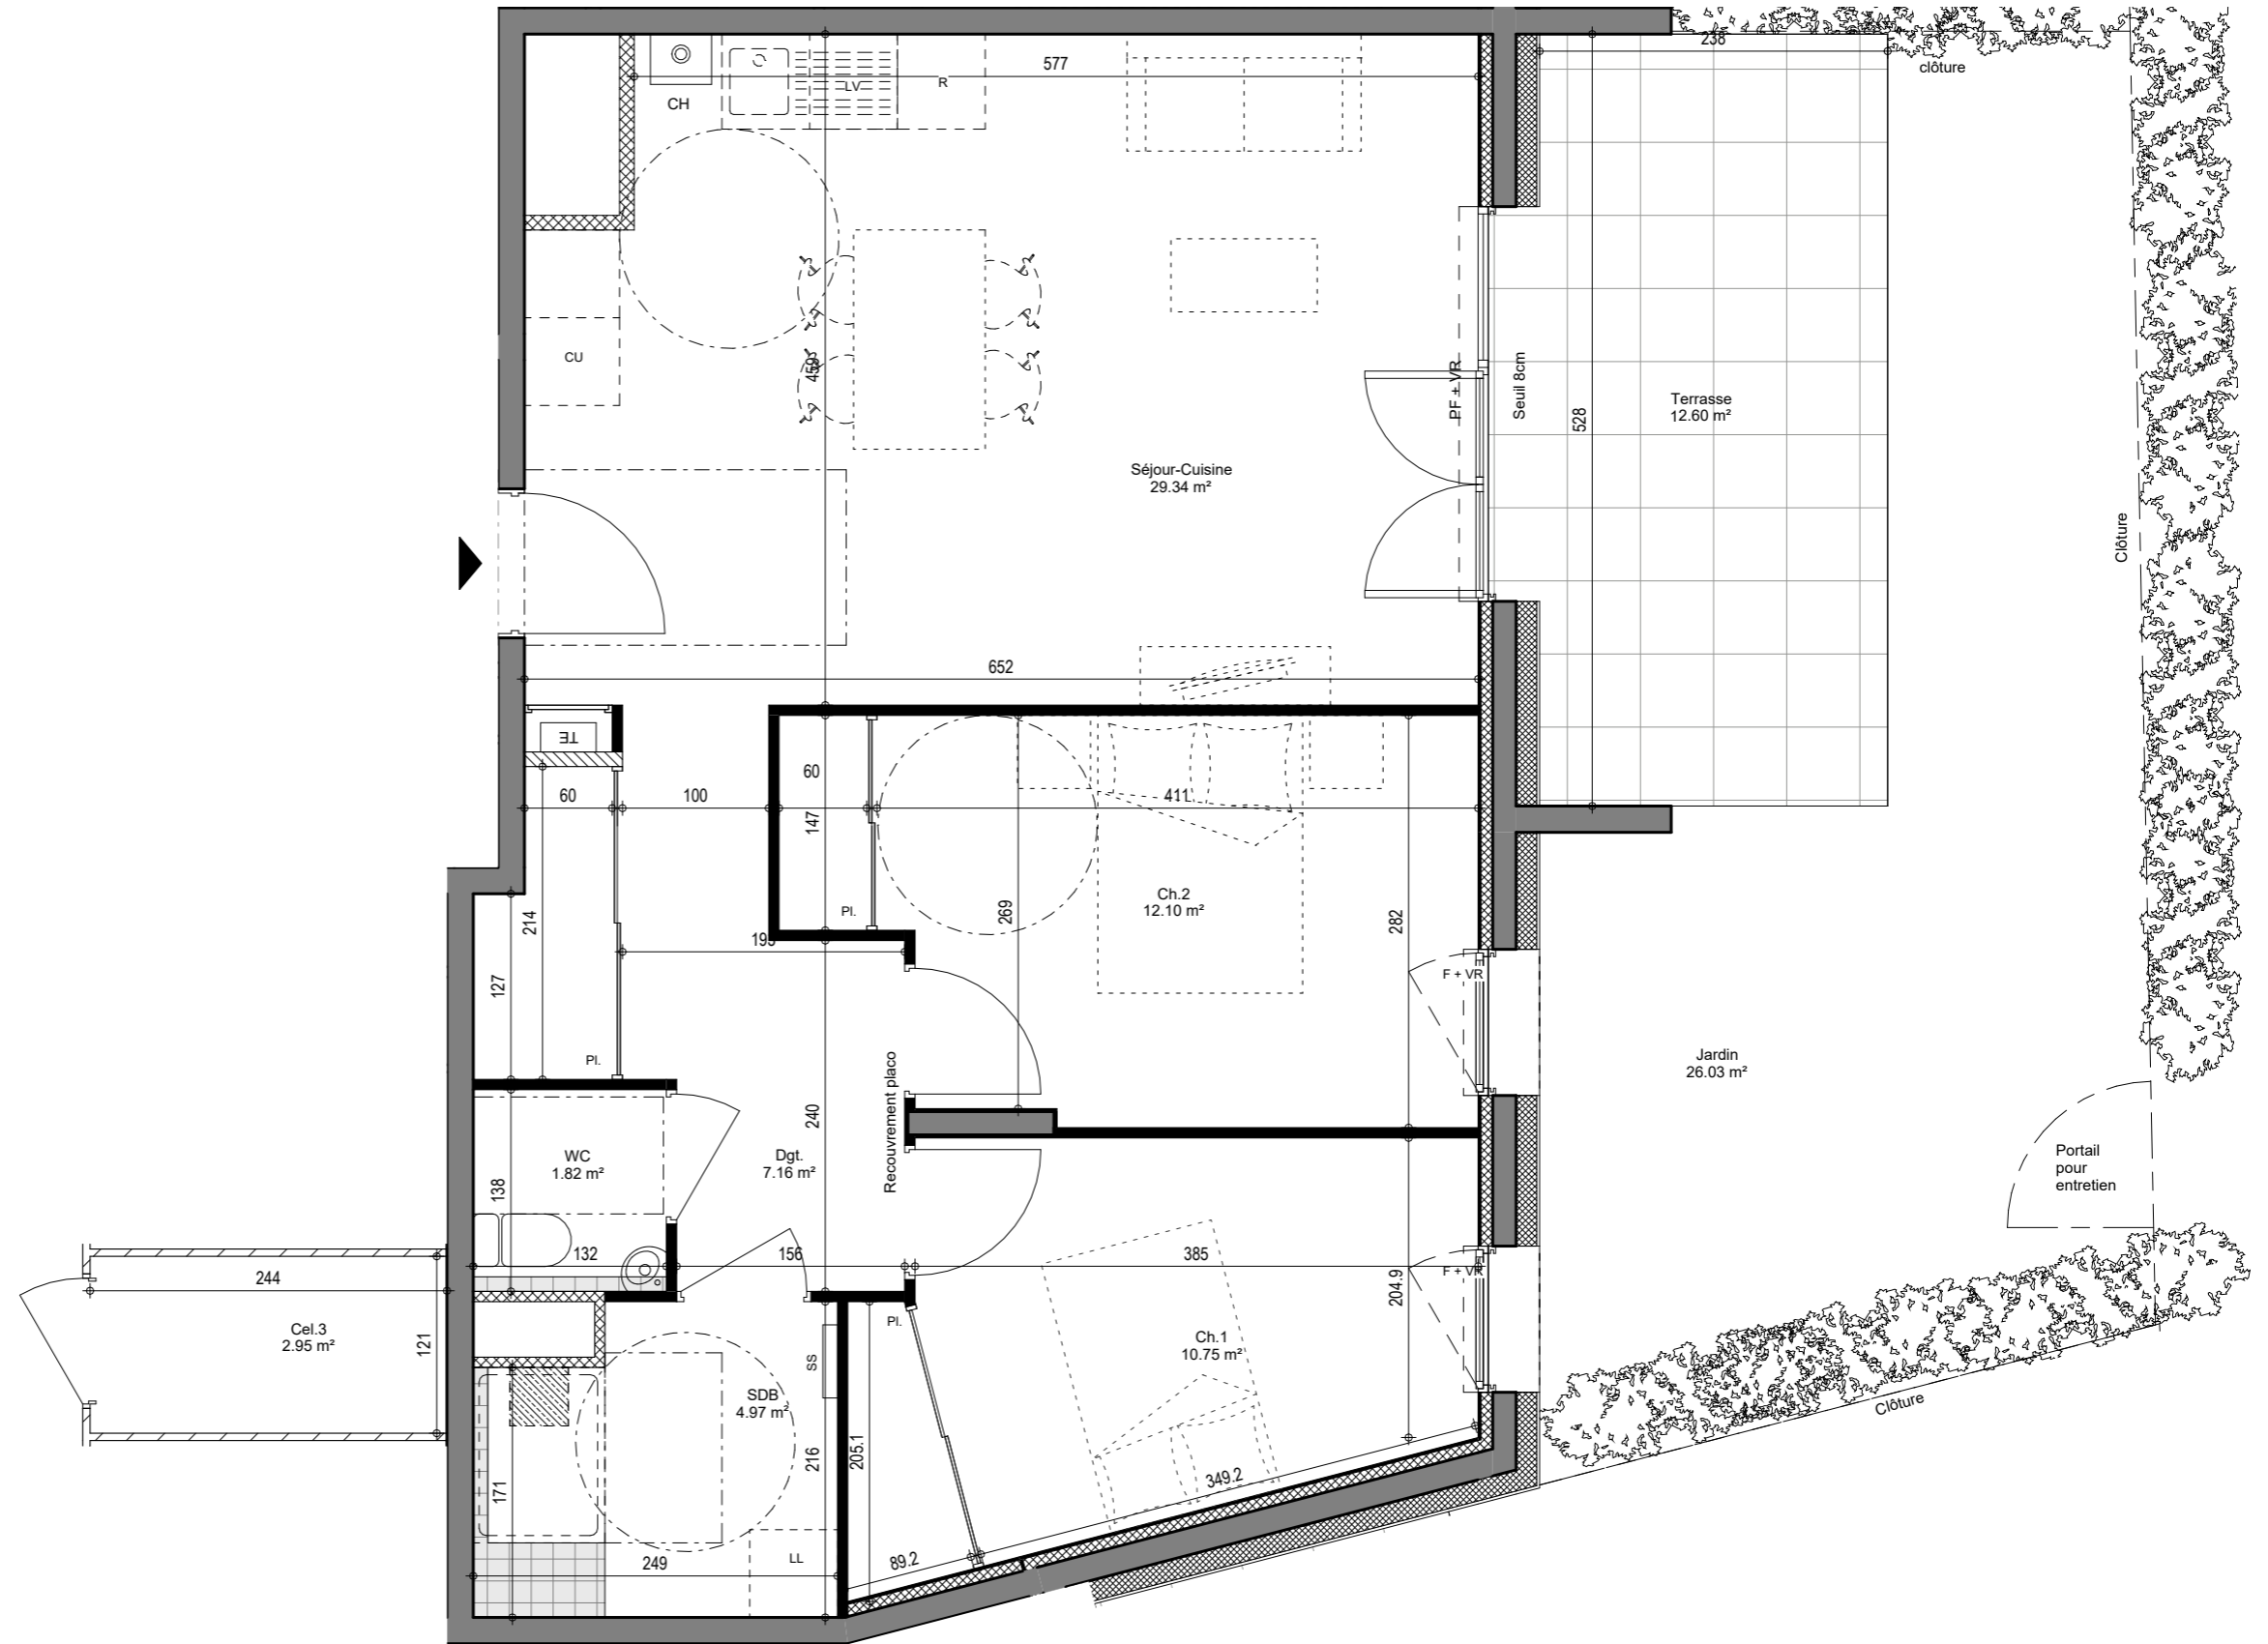 238
clôture
577
CH
LV
R
CU
459
PF + VR
Seuil 8cm
528
Terrasse
12.60 m²
Séjour-Cuisine
29.34 m²
Clôture
652
TE
60
100
60
147
411
Pl.
269
Ch.2
12.10 m²
282
214
127
195
F + VR
Pl.
Recouvrement placo
240
Jardin
26.03 m²
WC
1.82 m²
138
Dgt.
7.16 m²
Portail
pour
entretien
132
156
385
204.9
F + VR
244
Cel.3
2.95 m²
121
Pl.
SS
Ch.1
10.75 m²
SDB
4.97 m²
Clôture
171
216
205.1
349.2
249
LL
89.2